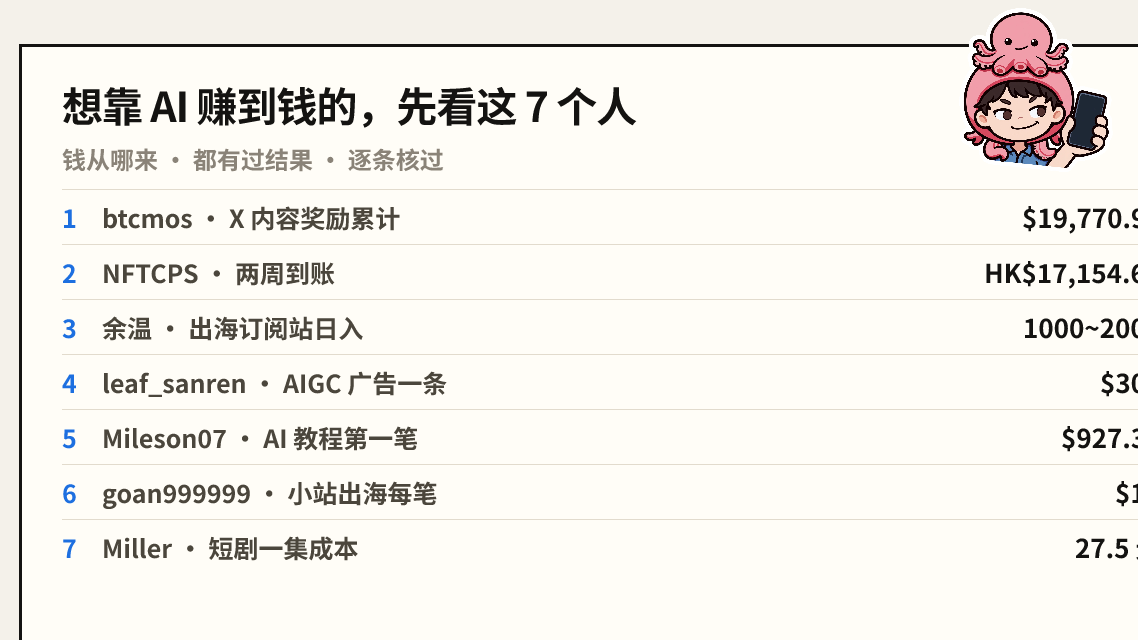 想靠 AI 赚到钱的，先看这 7 个人
钱从哪来 • 都有过结果 • 逐条核过
1 btcmos • X 内容奖励累计 $19,770.9
2 NFTCPS • 两周到账 HK$17,154.6
3 余温 • 出海订阅站日入 1000~200
4 leaf_sanren • AIGC 广告一条 $30
5 Mileson07 • AI 教程第一笔 $927.3
6 goan999999 • 小站出海每笔 $1
7 Miller • 短剧一集成本 27.5